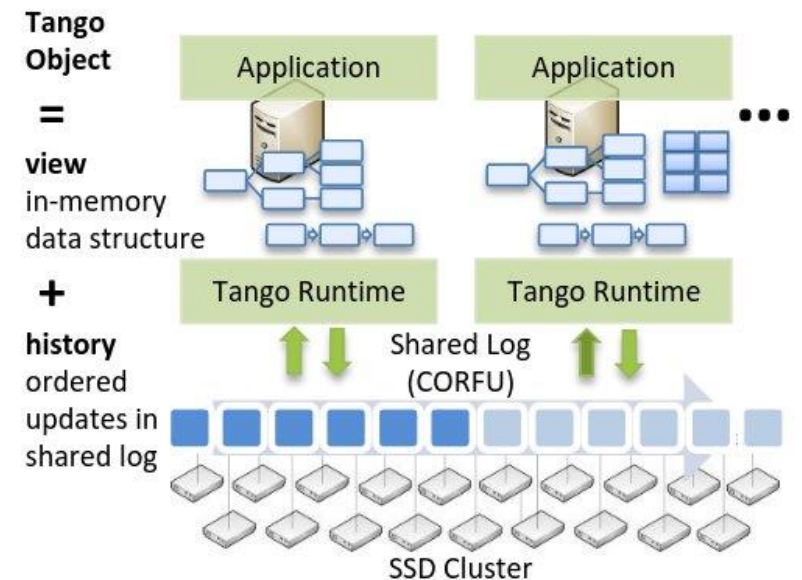 Tango
Object
=
view
in-memory
data structure
+
history
ordered
updates in
shared log
Application
Application
...
Tango Runtime
Tango Runtime
Shared Log
(CORFU)
SSD Cluster